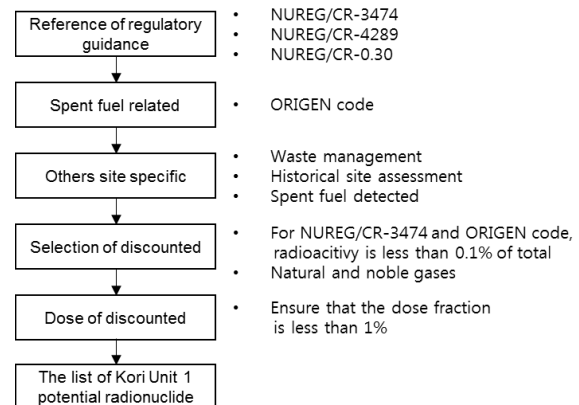 Reference of regulatory
guidance
• NUREG/CR-3474
• NUREG/CR-4289
• NUREG/CR-0.30
Spent fuel related
• ORIGEN code
Others site specific
• Waste management
• Historical site assessment
• Spent fuel detected
Selection of discounted
• For NUREG/CR-3474 and ORIGEN code,
radioacitivy is less than 0.1% of total
• Natural and noble gases
Dose of discounted
• Ensure that the dose fraction
is less than 1%
The list of Kori Unit 1
potential radionuclide